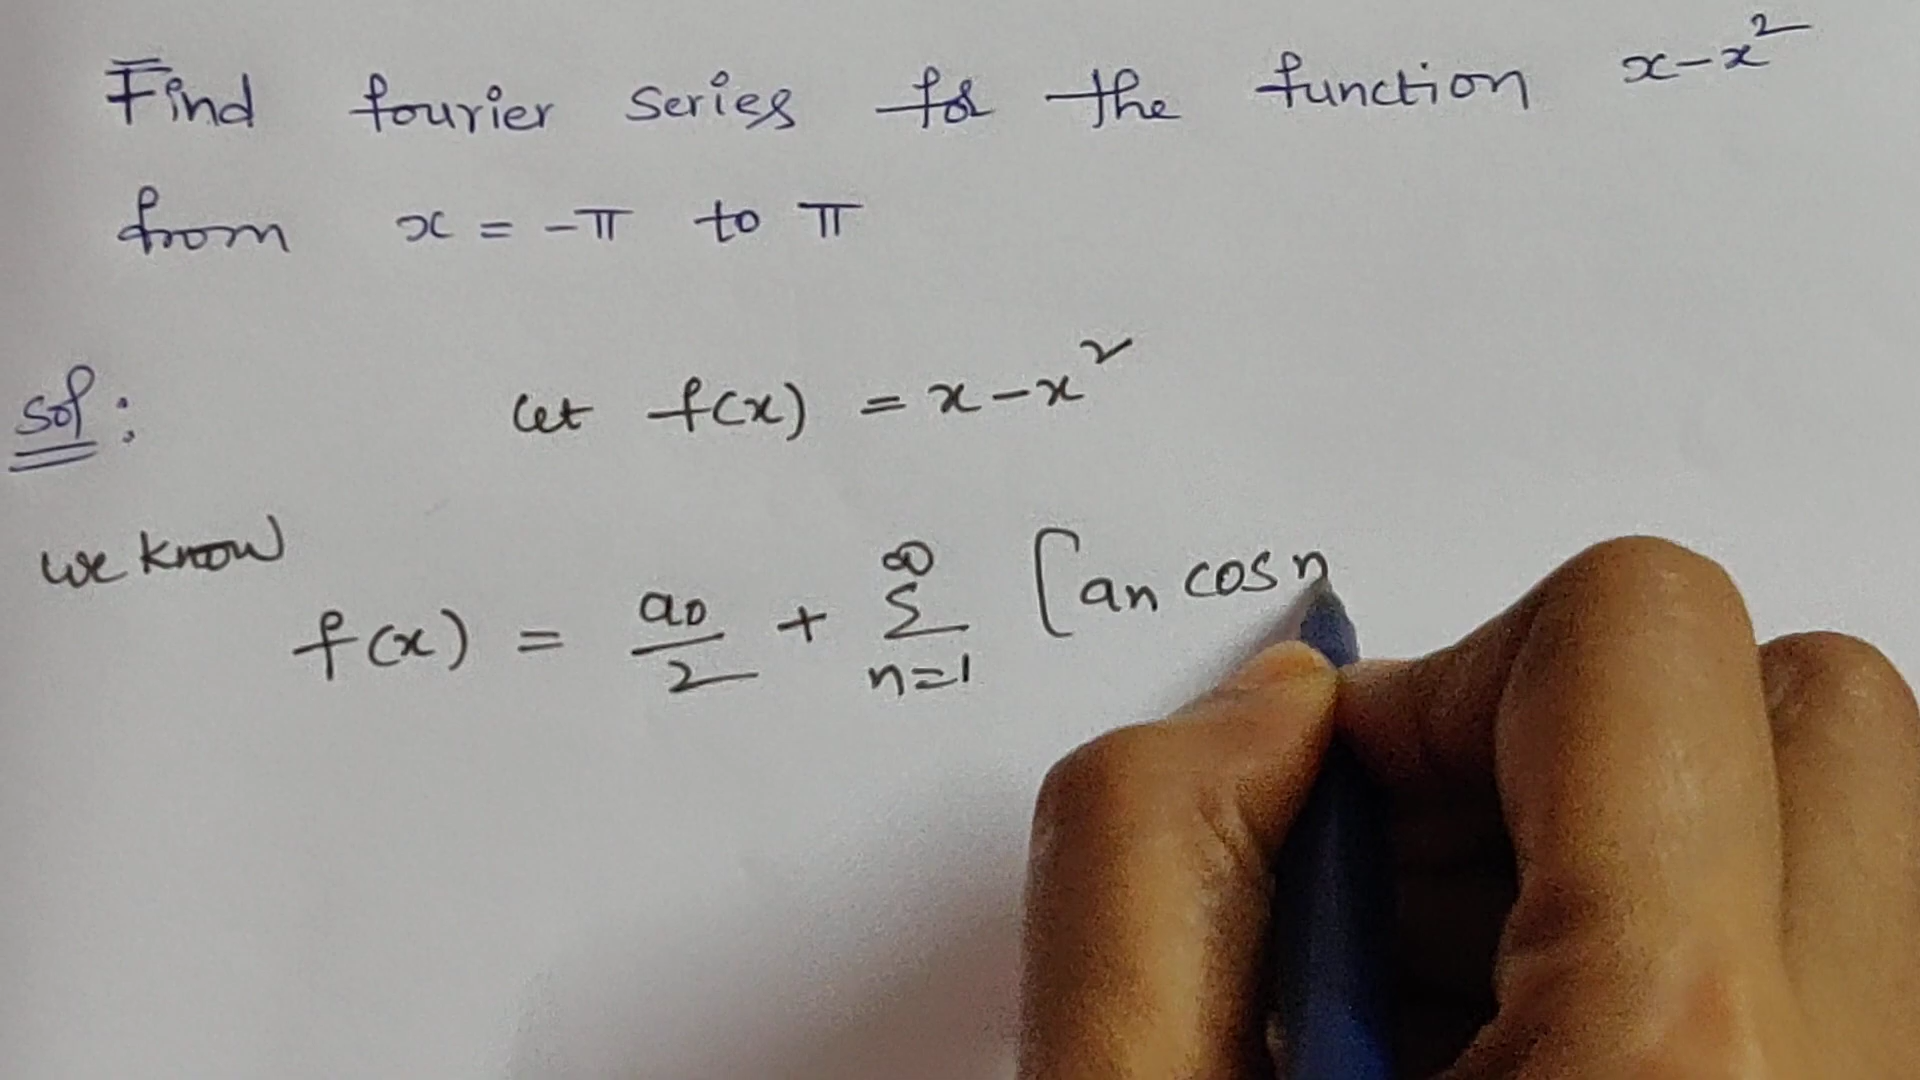 Find fourier series for the function x-x²
from x = -π to π
Sol: let f(x) = x-x²
we know
f(x) = a0/2 + ∞ Σ n=1 [an cos n